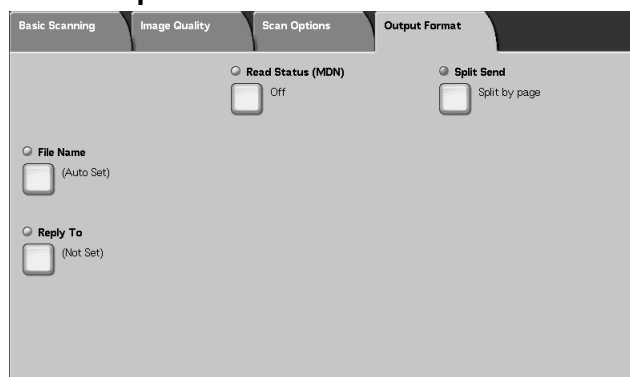 Basic Scanning
Image Quality
Scan Options
Output Format
Read Status (MDN)
Off
Split Send
Split by page
File Name
(Auto Set)
Reply To
(Not Set)